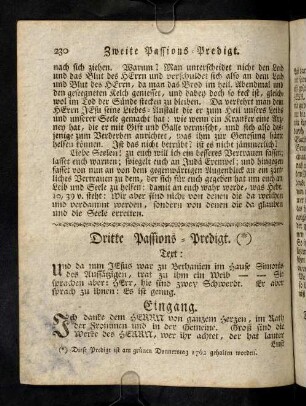 230 Zweite Passions-Predigt.
nach sich ziehen. Warum? Man unterscheidet nicht den Leib
und das Blut des HErrn und verschuldet sich also an dem Leib
und Blut des HErrn, da man das Brod im heil. Abendmal und
den gesegneten Kelch geniesset, und dabey doch so keck ist, gleich-
wol im Tod der Sünde stecken zu bleiben. Da verkehrt man des
HErrn JEsu seine Liebes-Anstalt die er zum Heil unsers Leibs
und unserer Seele gemacht hat: wie wenn ein Kranker eine Arz-
ney hat, die er mit Gift und Galle vermischt, und sich also das-
jenige zum Verderben anrichtet, was ihm zur Genesung hätte
helfen können. Ist das nicht betrübt? ist es nicht jämmerlich?
Liebe Seelen! zu euch will ich ein besseres Vertrauen fassen;
lasset euch warnen; spiegelt euch an Judä Exempel; und hingegen
fasset von nun an von dem gegenwärtigen Augenblick an ein gänz-
liches Vertrauen zu dem, der sich für euch gegeben hat um euch an
Leib und Seele zu helfen: damit an euch wahr werde, was Hebr.
10, 39 v. steht: Wir aber sind nicht von denen die da weichen
und verdammt werden, sondern von denen die da glauben
und die Seele erretten.
Dritte Passions-Predigt. (*)
Text:
Und da nun JEsus war zu Bethanien im Hause Simonis
des Aussätzigen, trat zu ihm ein Weib — — — Sie
sprachen aber: HErr, hie sind zwey Schwerdt. Er aber
sprach zu ihnen: Es ist genug.
Eingang.
Ich danke dem HERRN von ganzem Herzen, im Rath
der Frommen und in der Gemeine. Groß sind die
Werke des HERRN, wer ihr achtet, der hat lauter
Lust
(*) Diese Predigt ist am grünen Donnerstag 1762 gehalten worden.